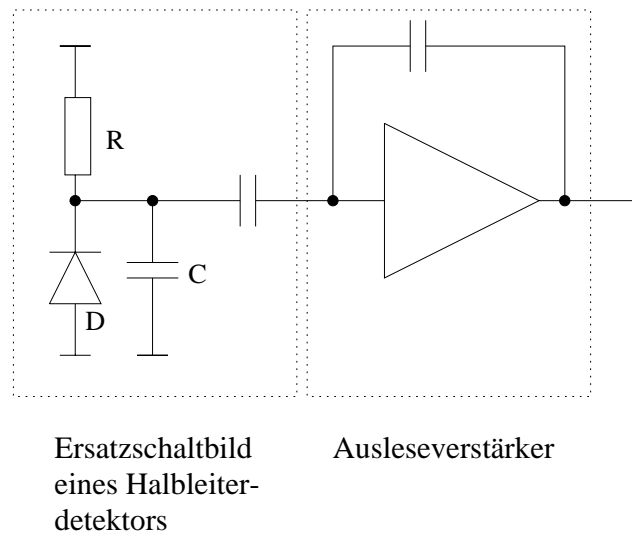 R
D
C
Ersatzschaltbild
eines Halbleiter-
detektors
Ausleseverstärker